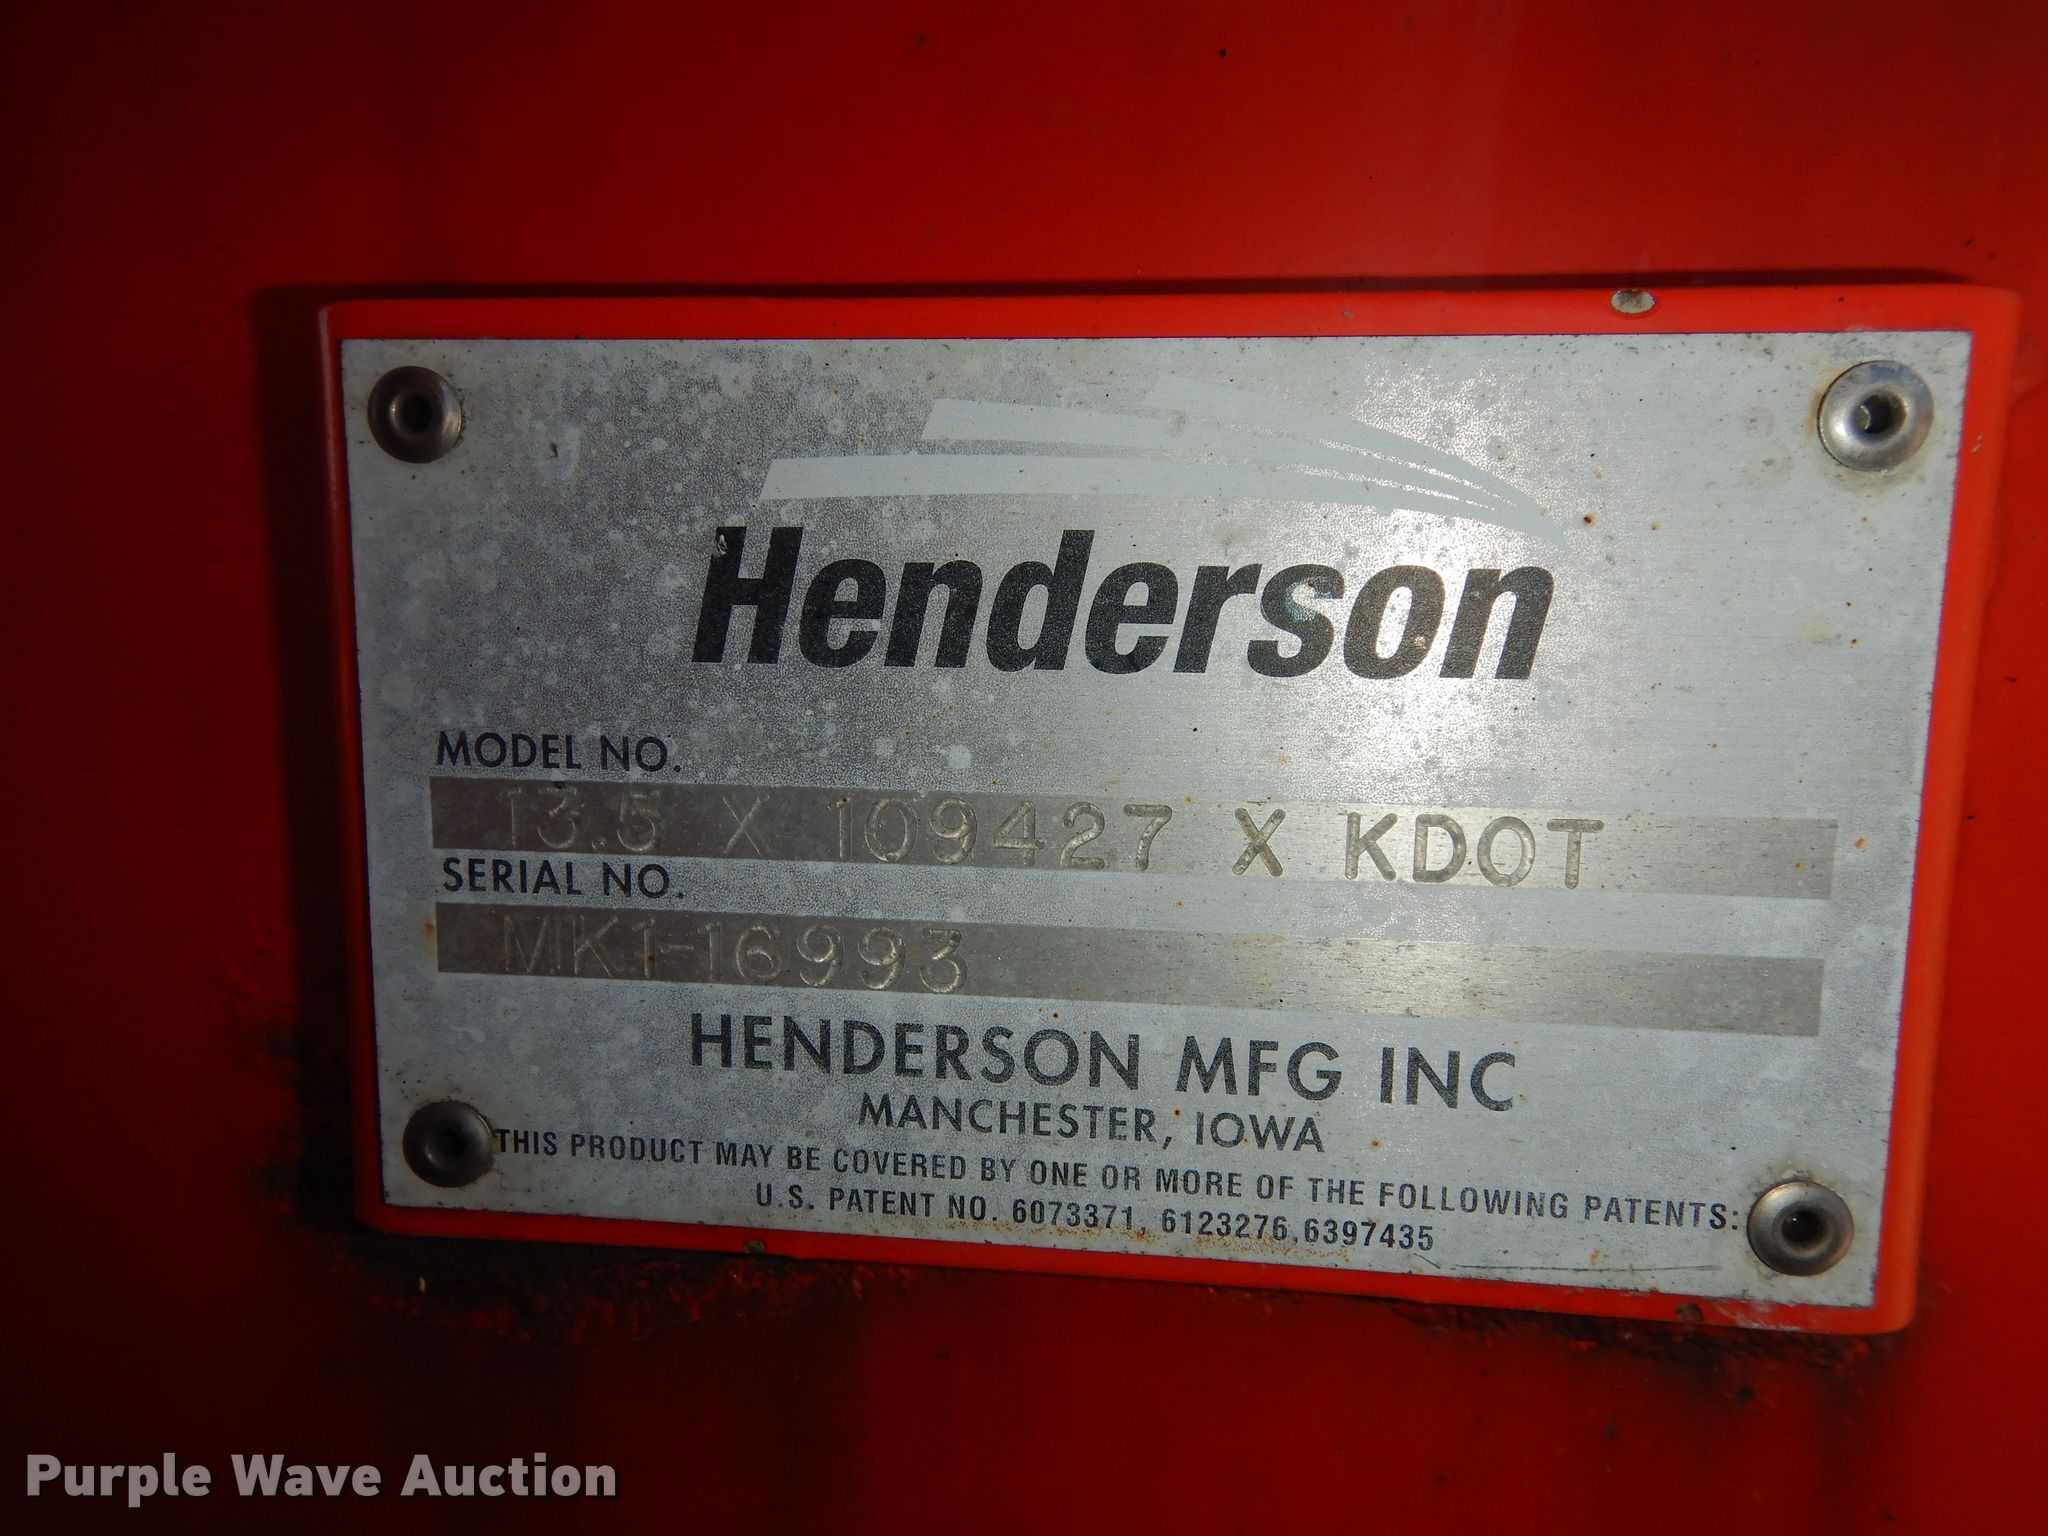 Henderson
MODEL NO.
13.5 X 109427 X KDOT
SERIAL NO.
MK1-16993
HENDERSON MFG INC
MANCHESTER, IOWA
THIS PRODUCT MAY BE COVERED BY ONE OR MORE OF THE FOLLOWING PATENTS:
U.S. PATENT NO. 6073371, 6123276,6397435
Purple Wave Auction